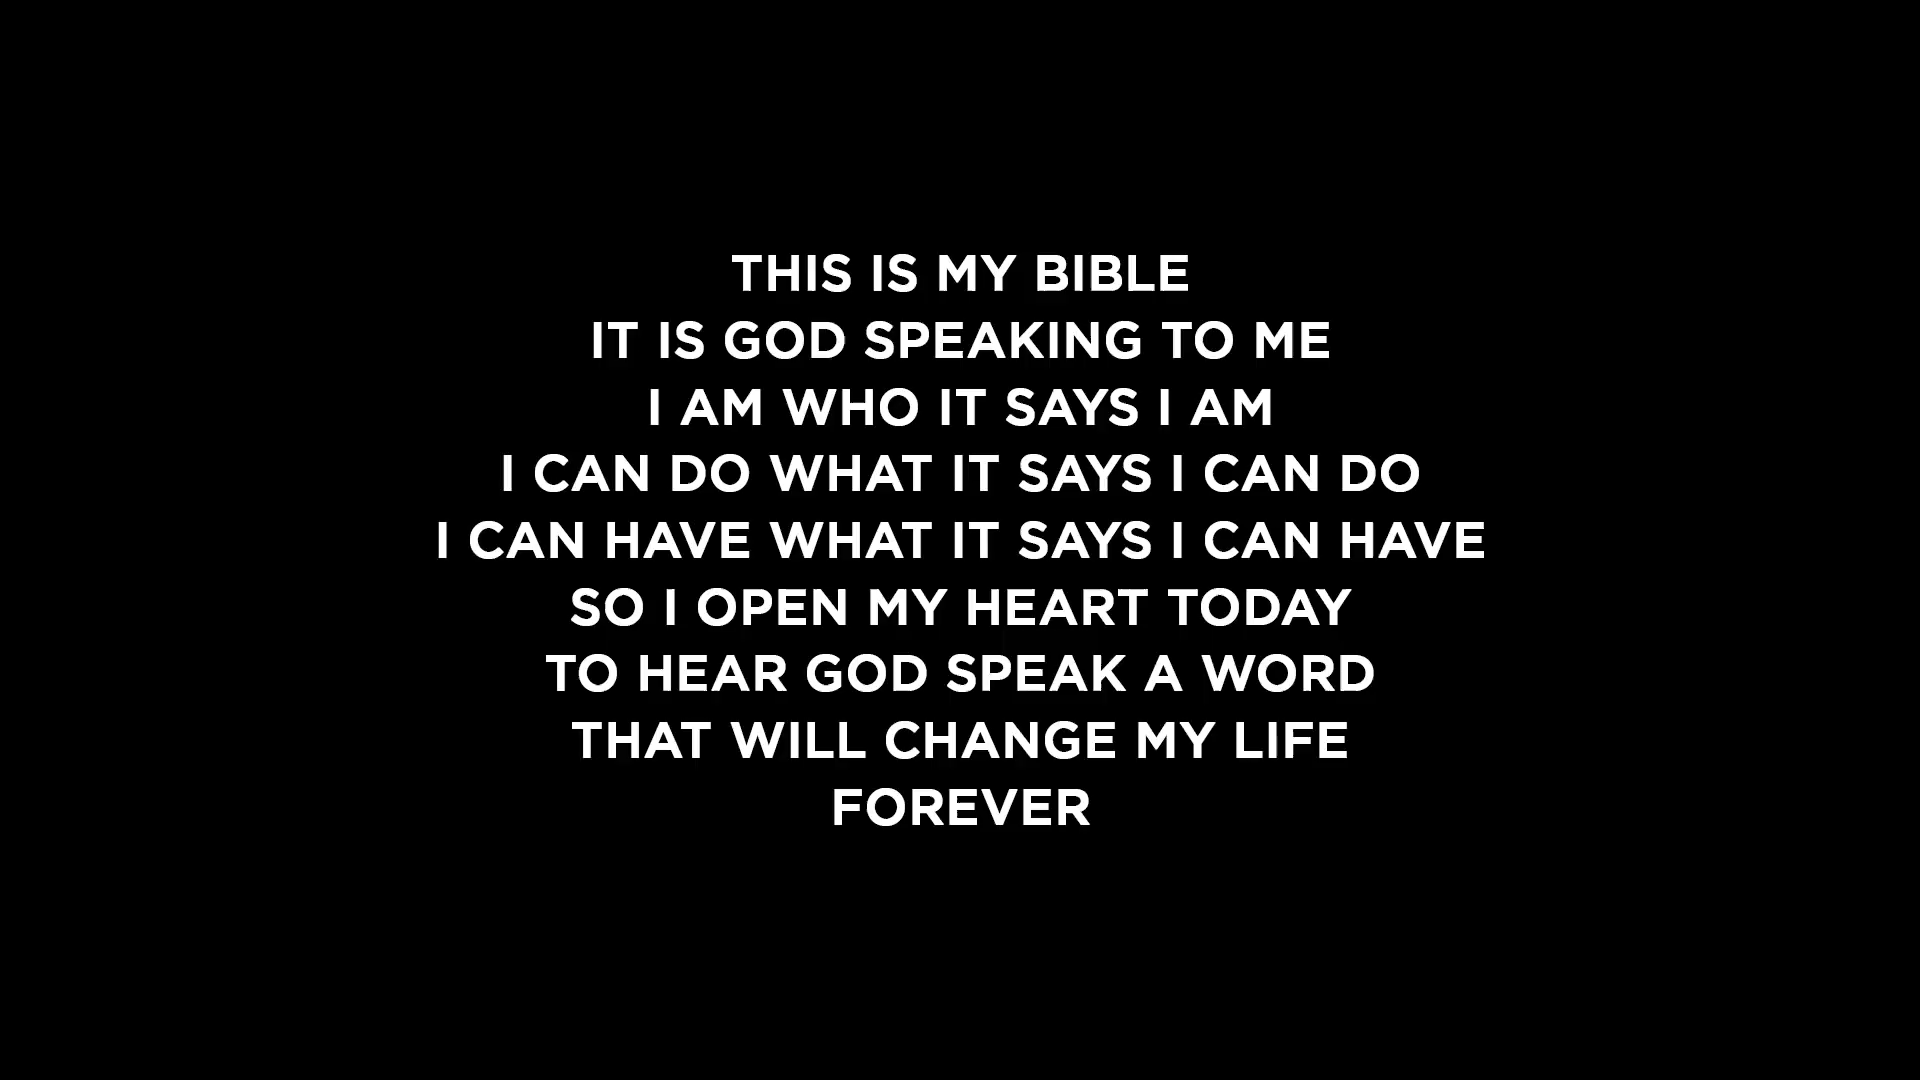 THIS IS MY BIBLE
IT IS GOD SPEAKING TO ME
I AM WHO IT SAYS I AM
I CAN DO WHAT IT SAYS I CAN DO
I CAN HAVE WHAT IT SAYS I CAN HAVE
SO I OPEN MY HEART TODAY
TO HEAR GOD SPEAK A WORD
THAT WILL CHANGE MY LIFE
FOREVER